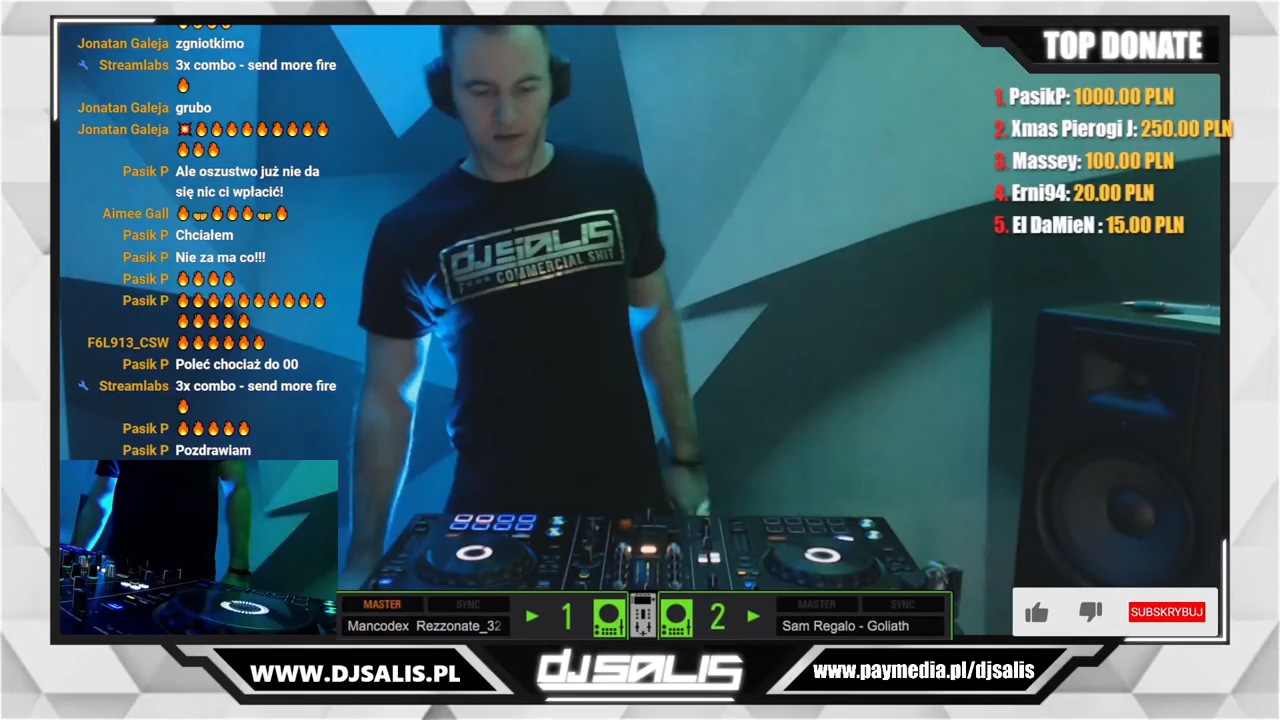 Jonatan Galeja zgniotkimo
Streamlabs 3x combo - send more fire
🔥
Jonatan Galeja grubo
Jonatan Galeja 💥🔥🔥🔥🔥🔥🔥🔥🔥🔥
🔥🔥🔥
Pasik P Ale oszustwo już nie da
się nic ci wpłacić!
Aimee Gall
Pasik P Chciałem
Pasik P Nie za ma co!!!
Pasik P 🔥🔥🔥🔥
Pasik P 🔥🔥🔥🔥🔥🔥🔥🔥🔥🔥
🔥🔥🔥🔥🔥
F6L913_CSW 🔥🔥🔥🔥🔥🔥
Pasik P Poleć chociaż do 00
Streamlabs 3x combo - send more fire
🔥
Pasik P 🔥🔥🔥🔥🔥
Pasik P Pozdrawiam
DJ SALIS
F*** COMMERCIAL SHIT
TOP DONATE
1. PasikP: 1000.00 PLN
2. Xmas Pierogi J: 250.00 PLN
3. Massey: 100.00 PLN
4. Erni94: 20.00 PLN
5. El DaMieN : 15.00 PLN
MASTER SYNC
Mancodex Rezzonate_32
1
2
MASTER SYNC
Sam Regalo - Goliath
SUBSKRYBUJ
WWW.DJSALIS.PL
DJ SALIS
www.paymedia.pl/djsalis